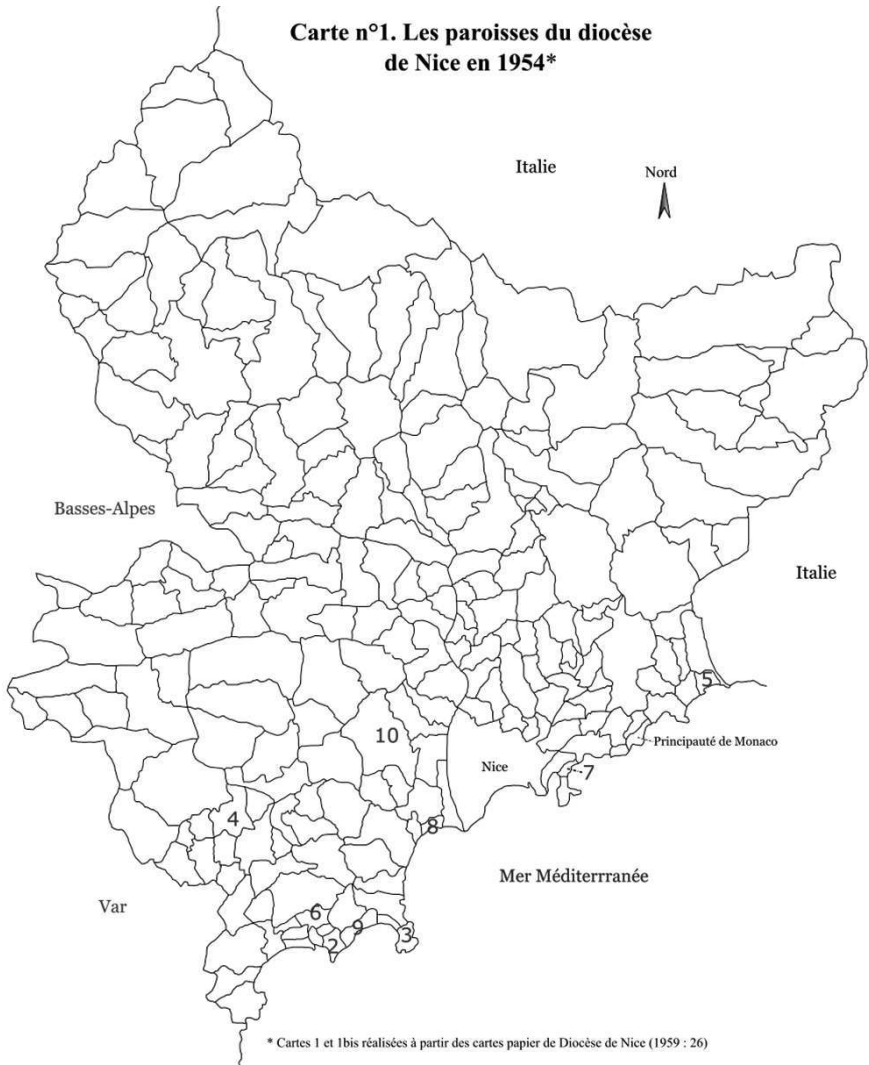 Carte n°1. Les paroisses du diocèse
de Nice en 1954*
Italie
Nord
Basses-Alpes
Italie
5
10
Principauté de Monaco
Nice
7
4
8
Mer Méditerrranée
Var
6
9
3
2
* Cartes 1 et 1bis réalisées à partir des cartes papier de Diocèse de Nice (1959 : 26)